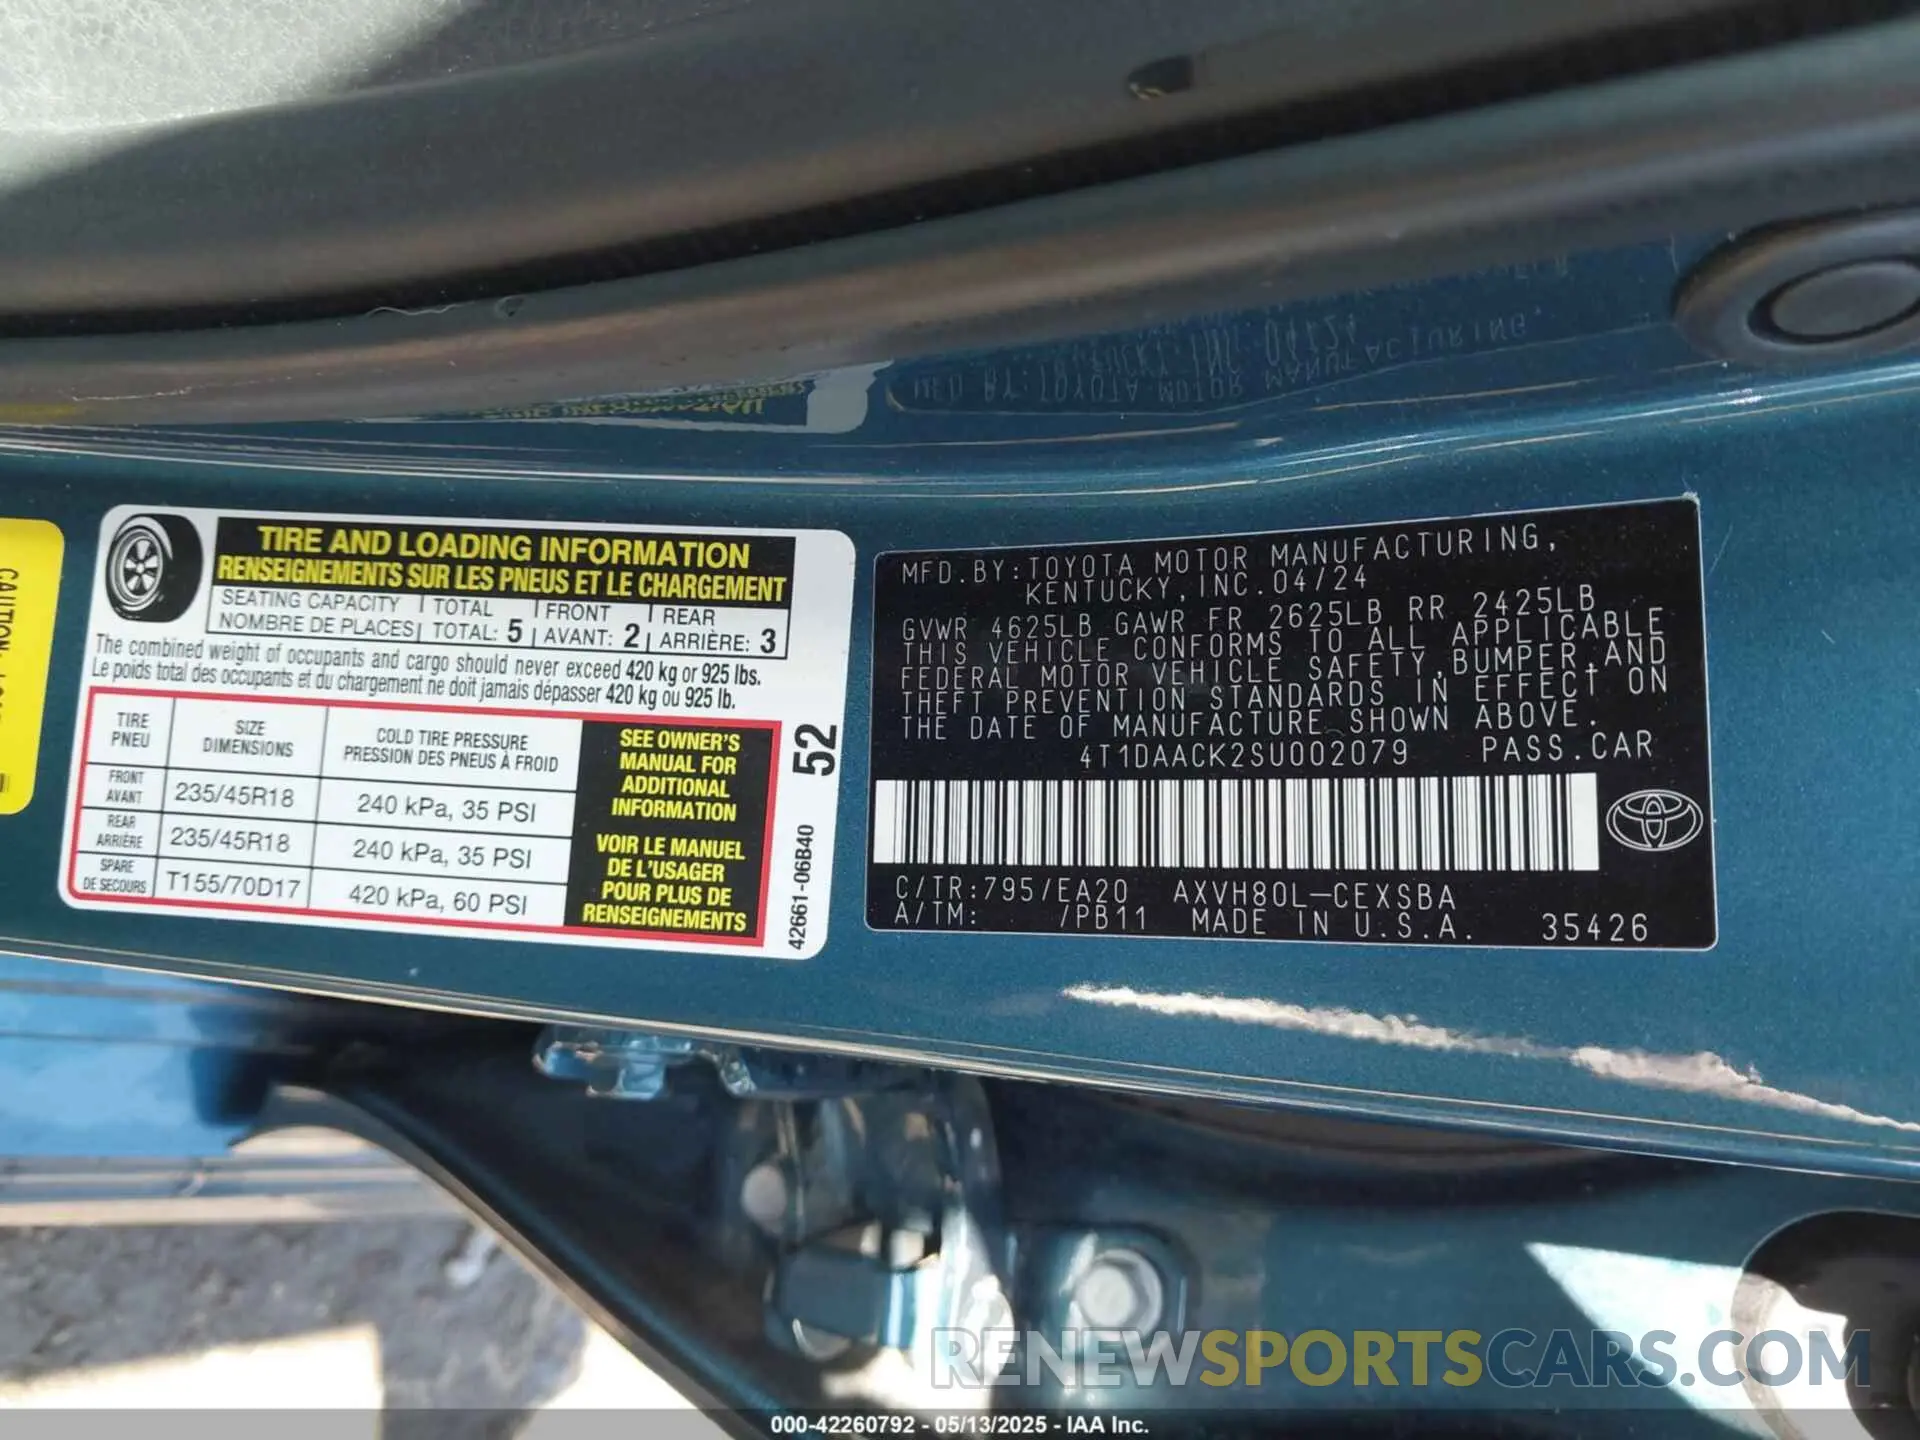 CAUTION:
TIRE AND LOADING INFORMATION
RENSEIGNEMENTS SUR LES PNEUS ET LE CHARGEMENT
SEATING CAPACITY | TOTAL | FRONT | REAR
NOMBRE DE PLACES | TOTAL: 5 | AVANT: 2 | ARRIÈRE: 3
The combined weight of occupants and cargo should never exceed 420 kg or 925 lbs.
Le poids total des occupants et du chargement ne doit jamais dépasser 420 kg ou 925 lb.
TIRE
PNEU
SIZE
DIMENSIONS
COLD TIRE PRESSURE
PRESSION DES PNEUS À FROID
FRONT
AVANT
235/45R18
240 kPa, 35 PSI
REAR
ARRIÈRE
235/45R18
240 kPa, 35 PSI
SPARE
DE SECOURS
T155/70D17
420 kPa, 60 PSI
SEE OWNER'S
MANUAL FOR
ADDITIONAL
INFORMATION
VOIR LE MANUEL
DE L'USAGER
POUR PLUS DE
RENSEIGNEMENTS
42661-06B40
52
MFD.BY:TOYOTA MOTOR MANUFACTURING,
KENTUCKY,INC.04/24
GVWR 4625LB GAWR FR 2625LB RR 2425LB
THIS VEHICLE CONFORMS TO ALL APPLICABLE
FEDERAL MOTOR VEHICLE SAFETY,BUMPER,AND
THEFT PREVENTION STANDARDS IN EFFECT ON
THE DATE OF MANUFACTURE SHOWN ABOVE.
4T1DAACK2SU002079 PASS.CAR
C/TR:795/EA20 AXVH80L-CEXSBA
A/TM: /PB11 MADE IN U.S.A. 35426
RENEWSPORTSCARS.COM
000-42260792 - 05/13/2025 - IAA Inc.